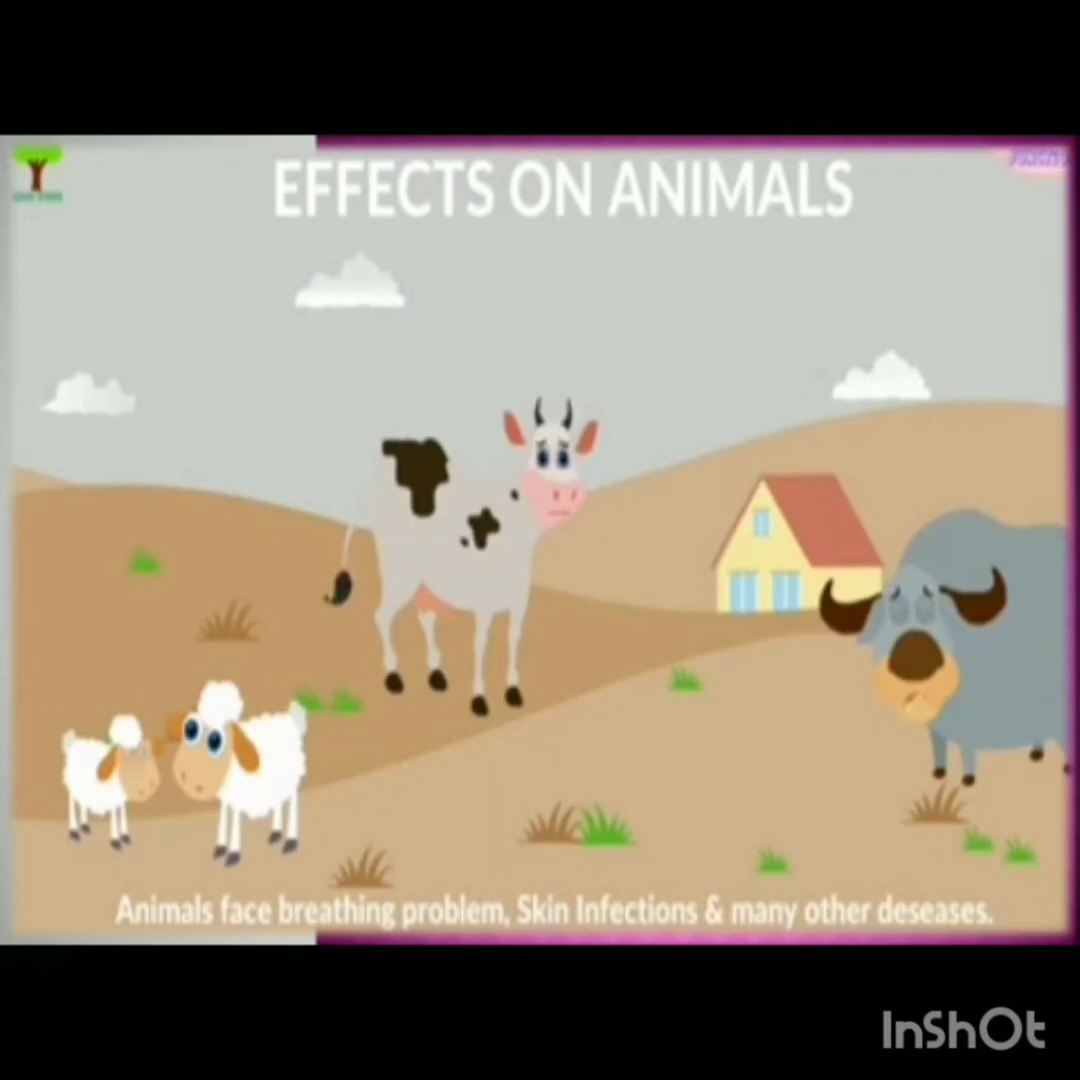 EFFECTS ON ANIMALS
Animals face breathing problem, Skin Infections & many other deseases.
InShOt